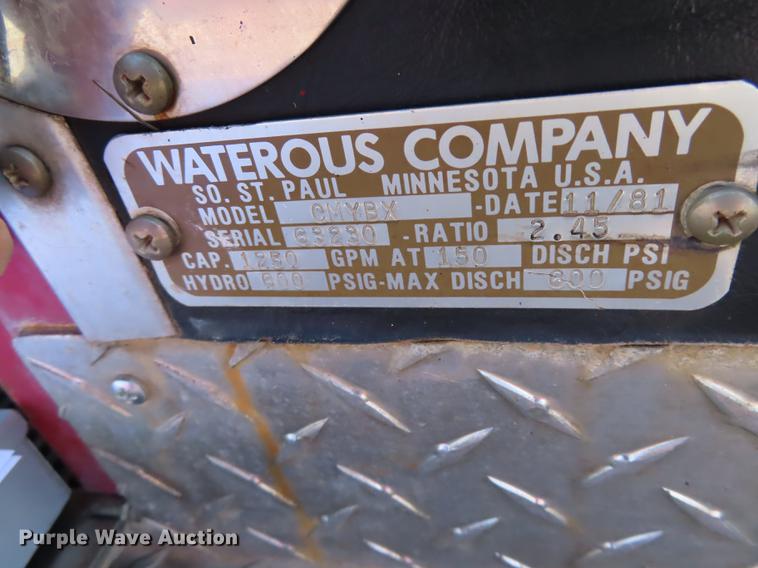 WATEROUS COMPANY
SO. ST. PAUL MINNESOTA U.S.A.
MODEL CMYBX -DATE 11/81
SERIAL 63230 -RATIO 2.45
CAP. 1250 GPM AT 150 DISCH PSI
HYDRO 600 PSIG-MAX DISCH 600 PSIG
Purple Wave Auction